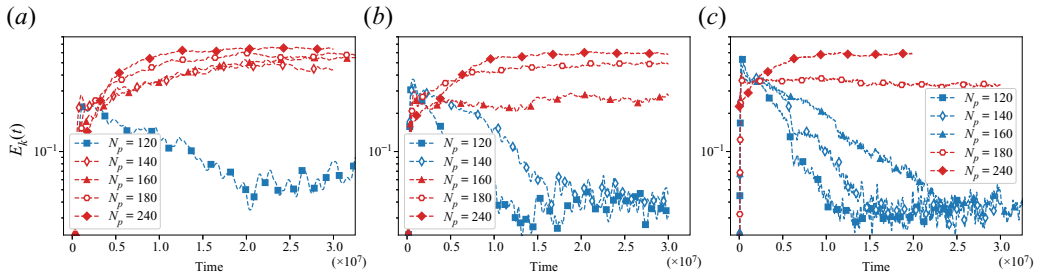 (a)
(b)
(c)
E_k(t)
10^{-1}
N_p = 120
N_p = 140
N_p = 160
N_p = 180
N_p = 240
0 0.5 1.0 1.5 2.0 2.5 3.0
Time
(×10^7)
10^{-1}
N_p = 120
N_p = 140
N_p = 160
N_p = 180
N_p = 240
0 0.5 1.0 1.5 2.0 2.5 3.0
Time
(×10^7)
10^{-1}
N_p = 120
N_p = 140
N_p = 160
N_p = 180
N_p = 240
0 0.5 1.0 1.5 2.0 2.5 3.0
Time
(×10^7)